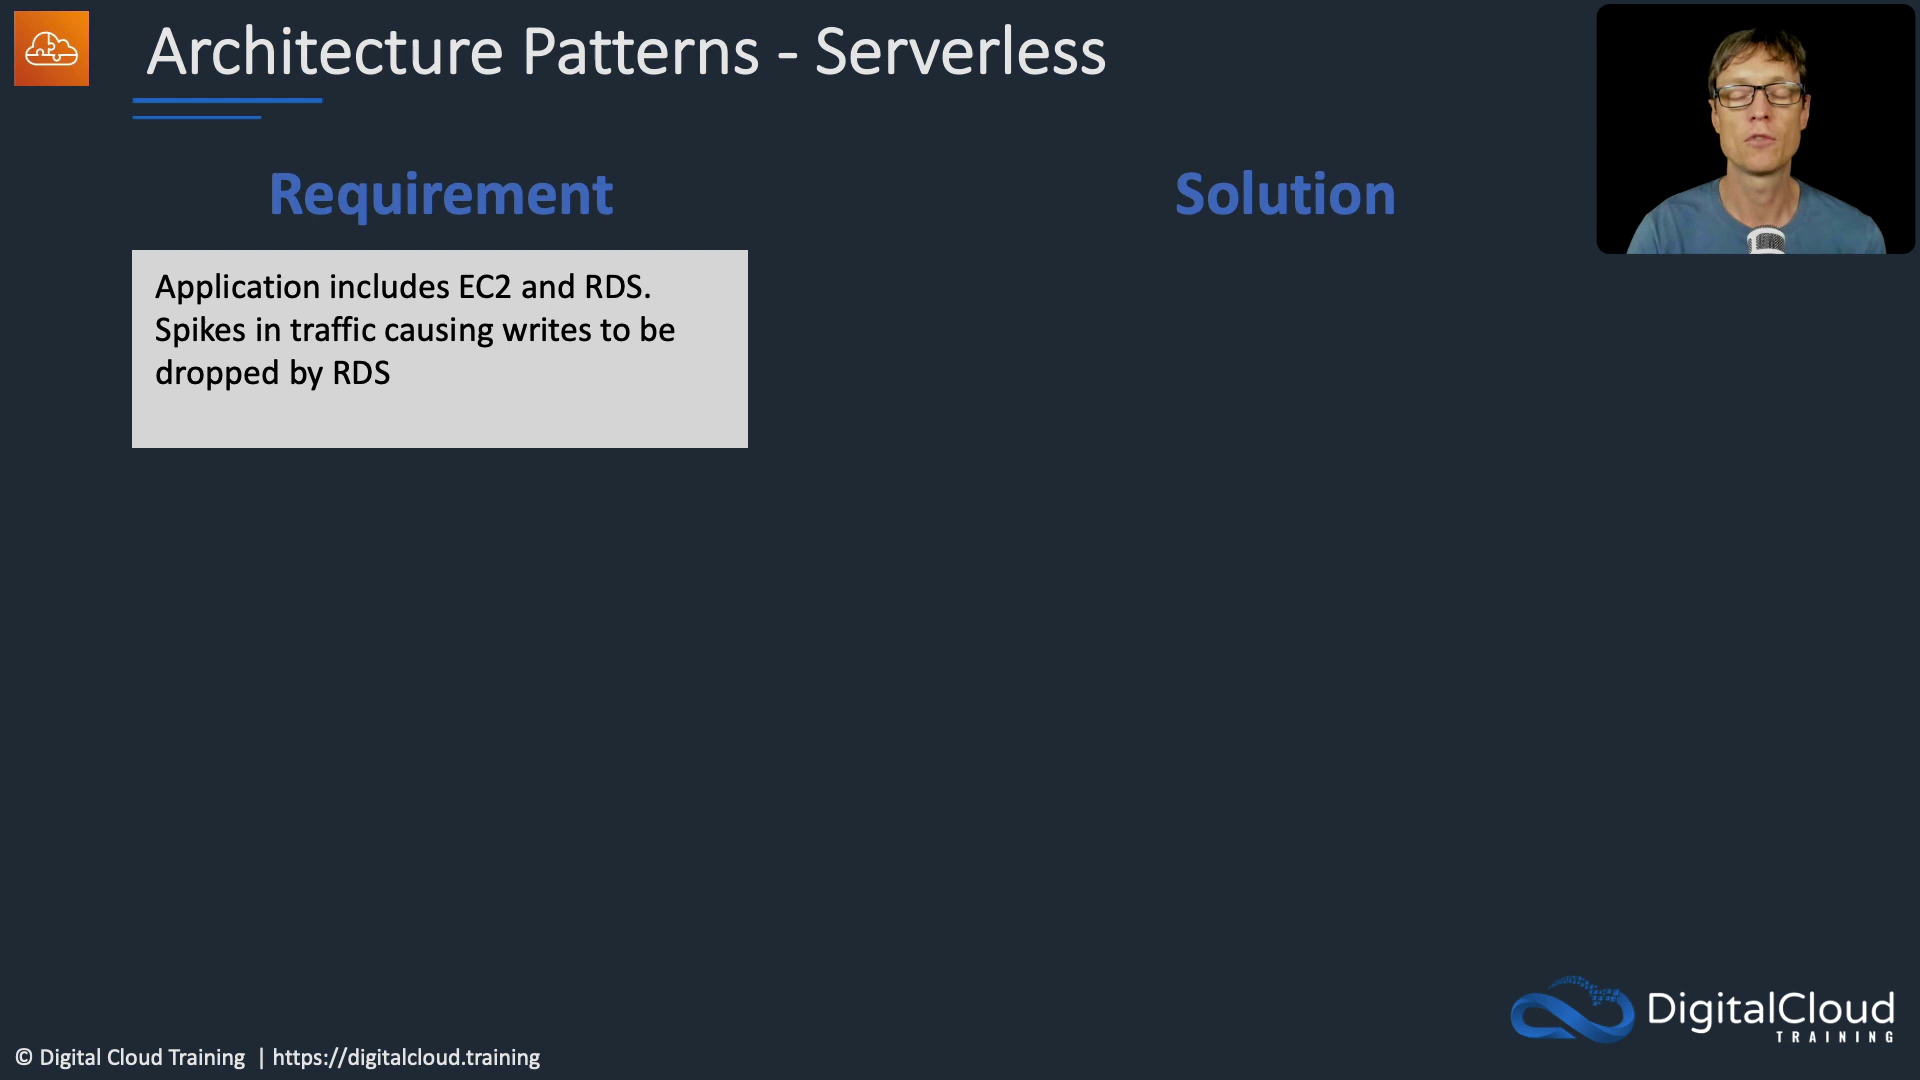 Architecture Patterns - Serverless
Requirement
Solution
Application includes EC2 and RDS.
Spikes in traffic causing writes to be
dropped by RDS
DigitalCloud
TRAINING
© Digital Cloud Training | https://digitalcloud.training